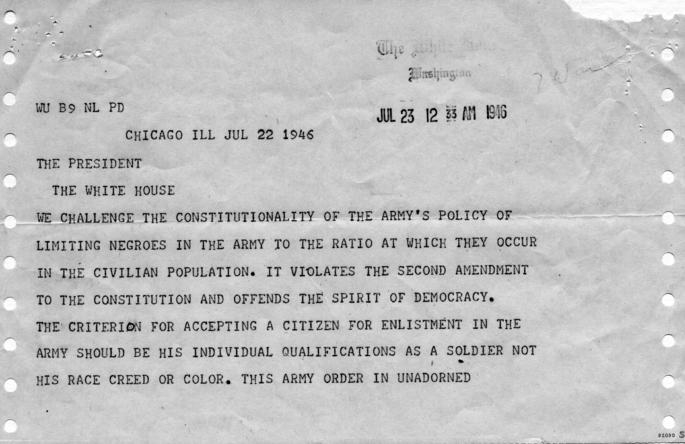 The White House
Washington
JUL 23 12 33 AM 1946
WU B9 NL PD
CHICAGO ILL JUL 22 1946
THE PRESIDENT
THE WHITE HOUSE
WE CHALLENGE THE CONSTITUTIONALITY OF THE ARMY'S POLICY OF
LIMITING NEGROES IN THE ARMY TO THE RATIO AT WHICH THEY OCCUR
IN THE CIVILIAN POPULATION. IT VIOLATES THE SECOND AMENDMENT
TO THE CONSTITUTION AND OFFENDS THE SPIRIT OF DEMOCRACY.
THE CRITERION FOR ACCEPTING A CITIZEN FOR ENLISTMENT IN THE
ARMY SHOULD BE HIS INDIVIDUAL QUALIFICATIONS AS A SOLDIER NOT
HIS RACE CREED OR COLOR. THIS ARMY ORDER IN UNADORNED